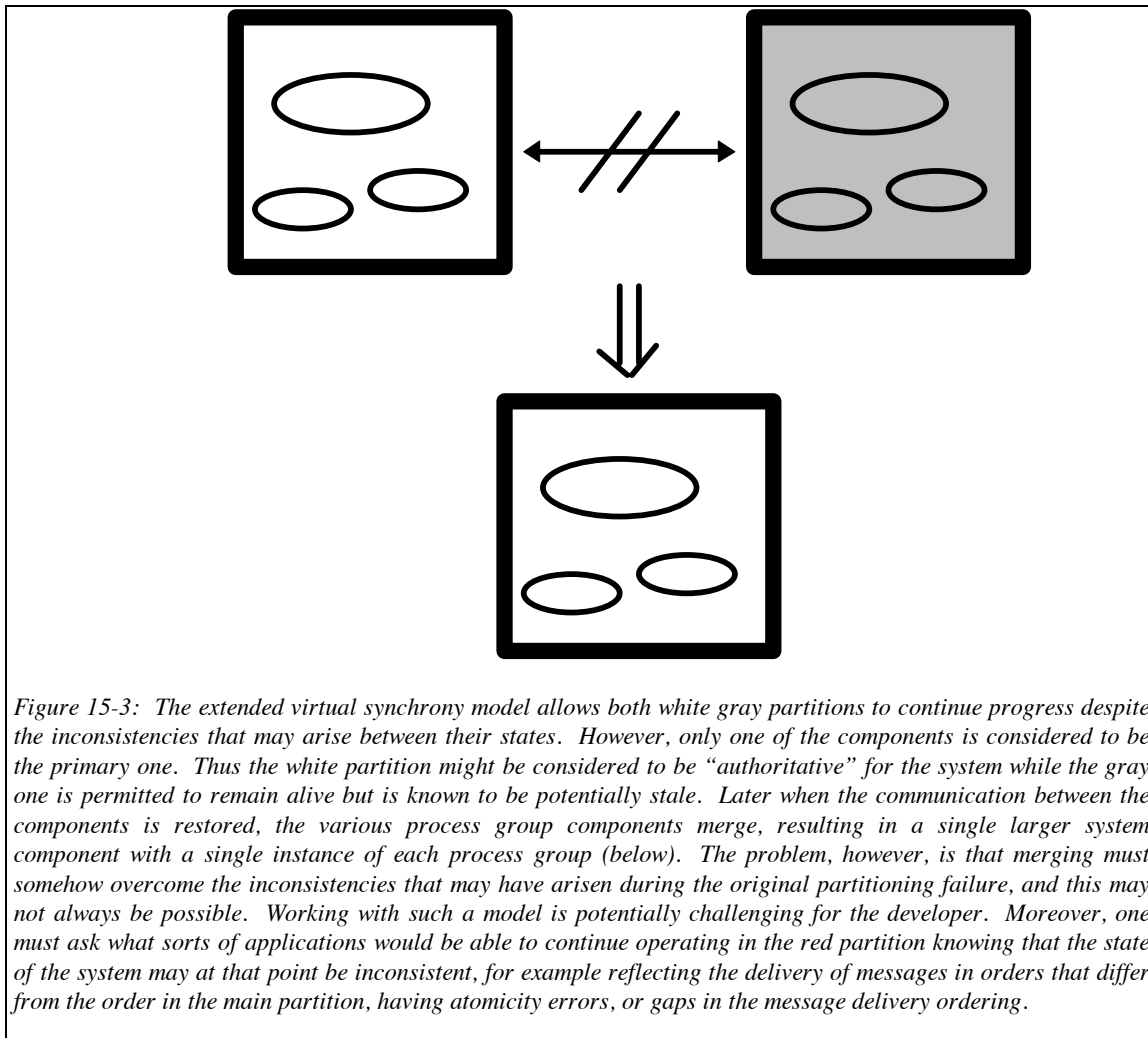 Figure 15-3: The extended virtual synchrony model allows both white gray partitions to continue progress despite
the inconsistencies that may arise between their states. However, only one of the components is considered to be
the primary one. Thus the white partition might be considered to be “authoritative” for the system while the gray
one is permitted to remain alive but is known to be potentially stale. Later when the communication between the
components is restored, the various process group components merge, resulting in a single larger system
component with a single instance of each process group (below). The problem, however, is that merging must
somehow overcome the inconsistencies that may have arisen during the original partitioning failure, and this may
not always be possible. Working with such a model is potentially challenging for the developer. Moreover, one
must ask what sorts of applications would be able to continue operating in the red partition knowing that the state
of the system may at that point be inconsistent, for example reflecting the delivery of messages in orders that differ
from the order in the main partition, having atomicity errors, or gaps in the message delivery ordering.